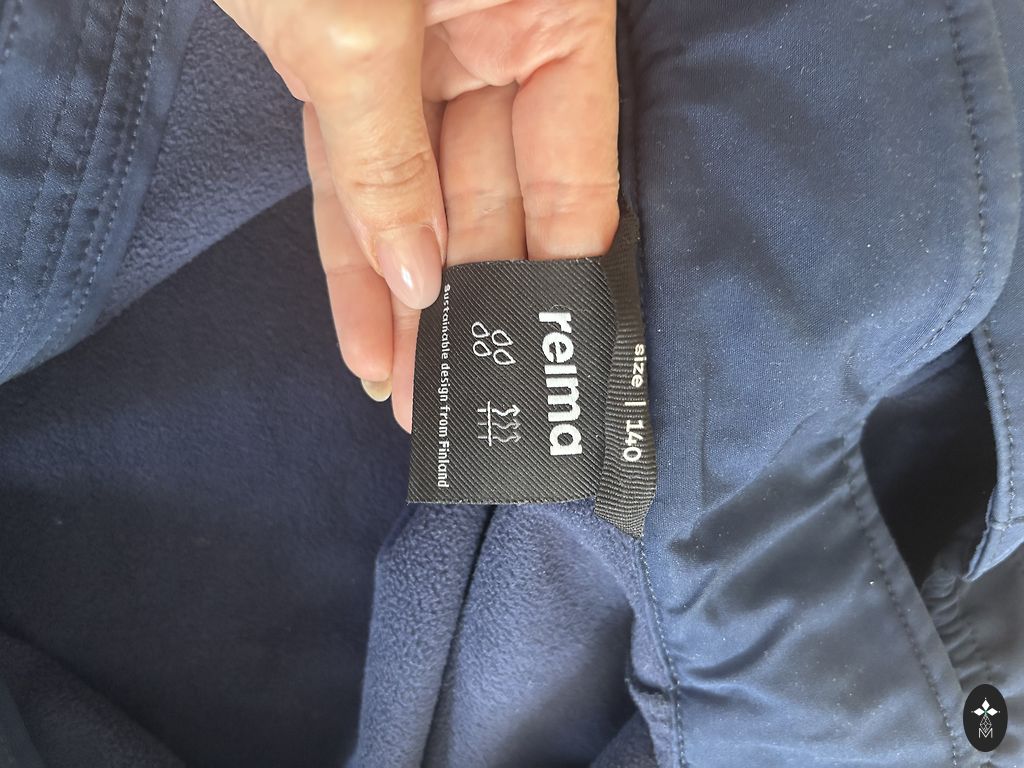 size | 140
reima
sustainable design from Finland
M